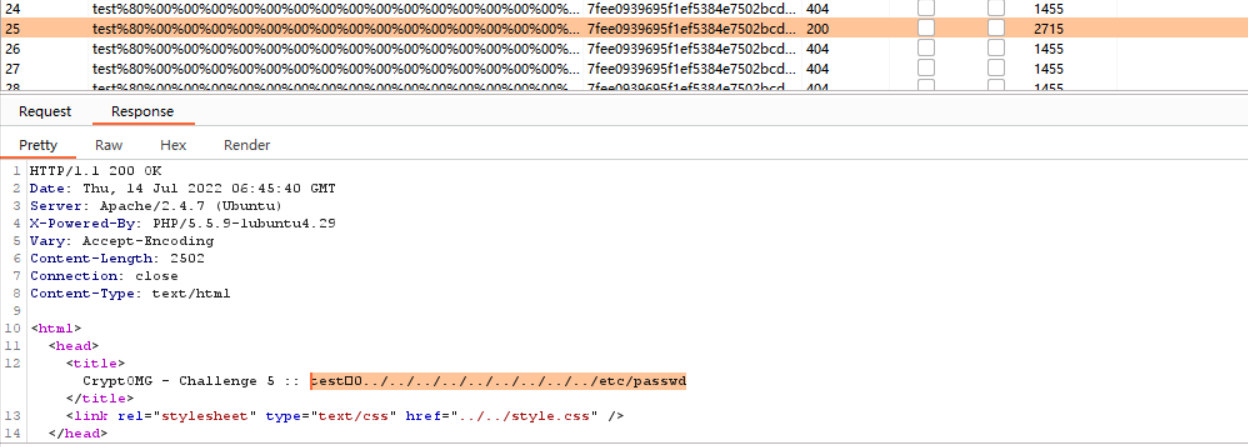 24 test%80%00%00%00%00%00%00%00%00%00%00%00%00%... 7fee0939695f1ef5384e7502bcd... 404 1455
25 test%80%00%00%00%00%00%00%00%00%00%00%00%00%... 7fee0939695f1ef5384e7502bcd... 200 2715
26 test%80%00%00%00%00%00%00%00%00%00%00%00%00%... 7fee0939695f1ef5384e7502bcd... 404 1455
27 test%80%00%00%00%00%00%00%00%00%00%00%00%00%... 7fee0939695f1ef5384e7502bcd... 404 1455
28 test%80%00%00%00%00%00%00%00%00%00%00%00%00%... 7fee0939695f1ef5384e7502bcd... 404 1455
Request Response
Pretty Raw Hex Render
1 HTTP/1.1 200 OK
2 Date: Thu, 14 Jul 2022 06:45:40 GMT
3 Server: Apache/2.4.7 (Ubuntu)
4 X-Powered-By: PHP/5.5.9-1ubuntu4.29
5 Vary: Accept-Encoding
6 Content-Length: 2502
7 Connection: close
8 Content-Type: text/html
9
10 <html>
11 <head>
12 <title>
CryptOMG - Challenge 5 :: test□0../../../../../../../../../etc/passwd
</title>
13 <link rel="stylesheet" type="text/css" href="../../style.css" />
14 </head>